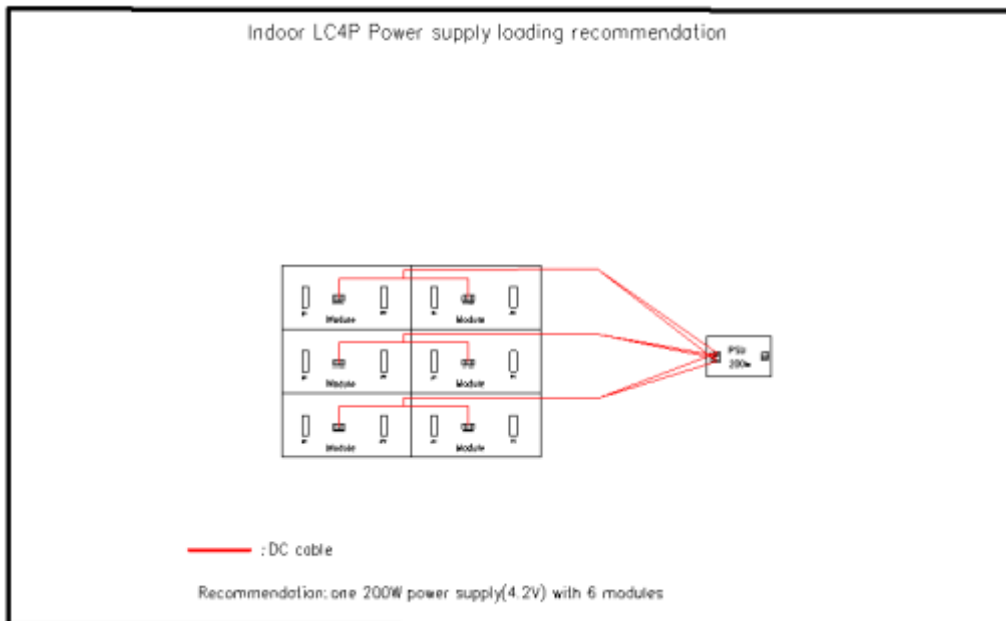 Indoor LC4P Power supply loading recommendation
Module Module
PSU
200w
Module Module
Module Module
: DC cable
Recommendation: one 200W power supply(4.2V) with 6 modules